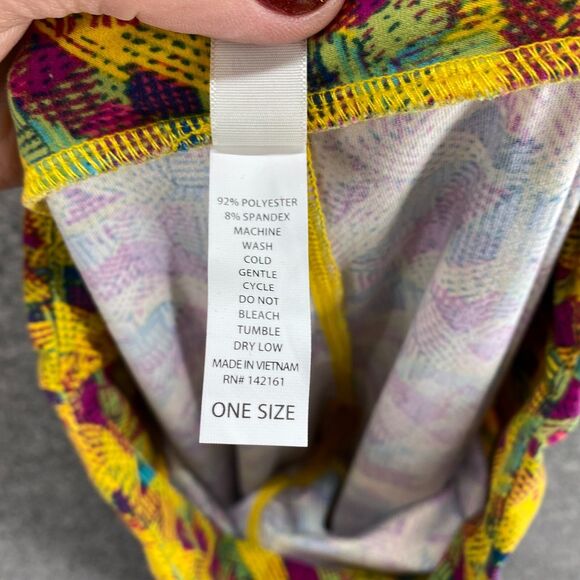 92% POLYESTER
8% SPANDEX
MACHINE
WASH
COLD
GENTLE
CYCLE
DO NOT
BLEACH
TUMBLE
DRY LOW
MADE IN VIETNAM
RN# 142161
ONE SIZE